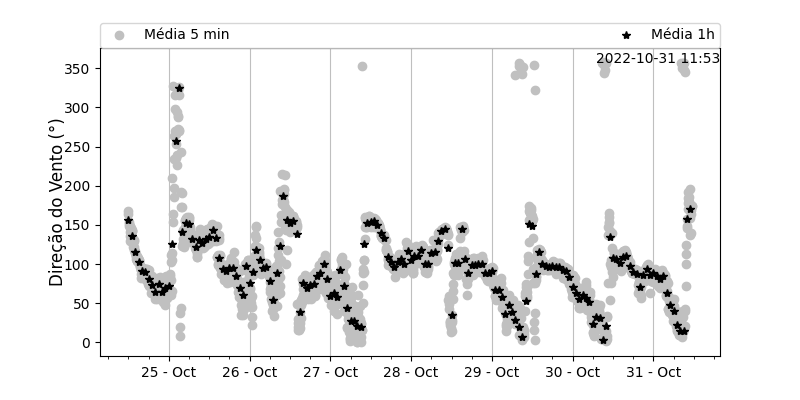 Média 5 min
Média 1h
2022-10-31 11:53
Direção do Vento (°)
350
300
250
200
150
100
50
0
25 - Oct
26 - Oct
27 - Oct
28 - Oct
29 - Oct
30 - Oct
31 - Oct